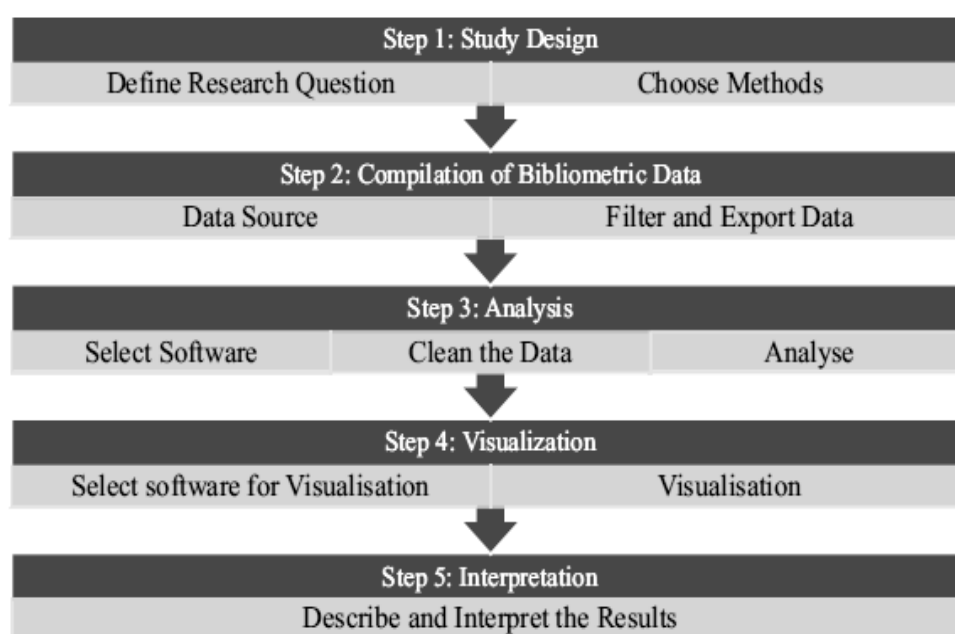 Step 1: Study Design
Define Research Question
Choose Methods
Step 2: Compilation of Bibliometric Data
Data Source
Filter and Export Data
Step 3: Analysis
Select Software
Clean the Data
Analyse
Step 4: Visualization
Select software for Visualisation
Visualisation
Step 5: Interpretation
Describe and Interpret the Results